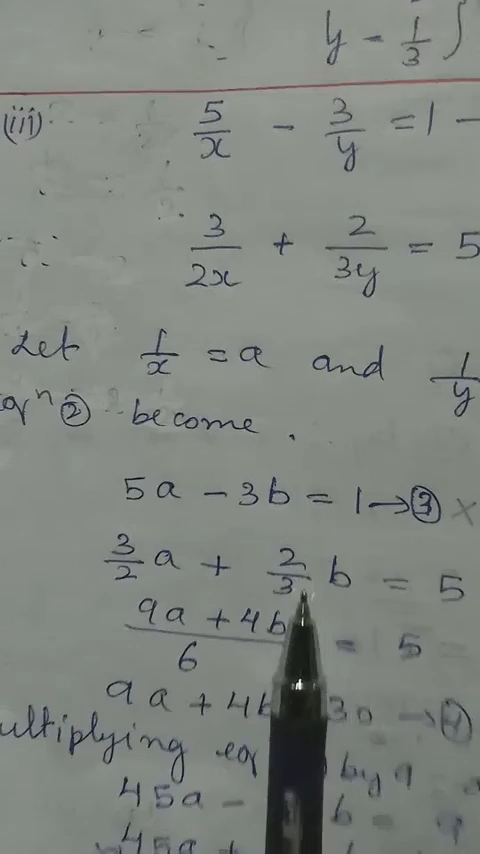 y = 1/3 }
(iii) 5/x - 3/y = 1 -
3/2x + 2/3y = 5
Let 1/x = a and 1/y
eqⁿ ② become.
5a - 3b = 1 → ③ ×
3/2 a + 2/3 b = 5
(9a + 4b)/6 = 5
9a + 4b 30 → ④
ultiplying eq by 9
45a - b = 9
45a +